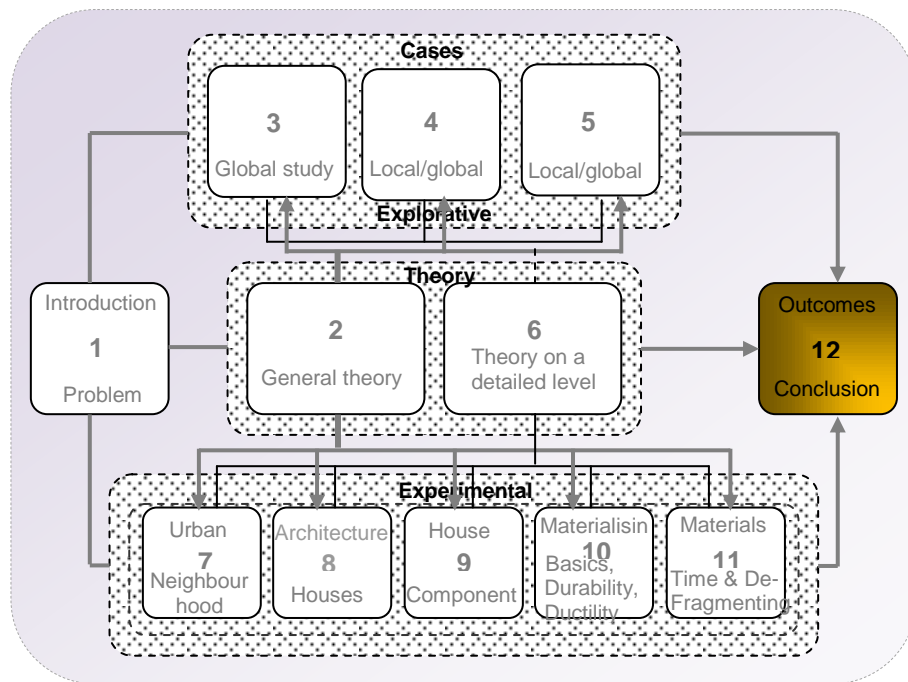 Cases
3
Global study
4
Local/global
5
Local/global
Explorative
Theory
Introduction
1
Problem
2
General theory
6
Theory on a
detailed level
Outcomes
12
Conclusion
Experimental
Urban
7
Neighbour
hood
Architecture
8
Houses
House
9
Component
Materialisin
10
Basics,
Durability,
Ductility
Materials
11
Time & De-
Fragmenting